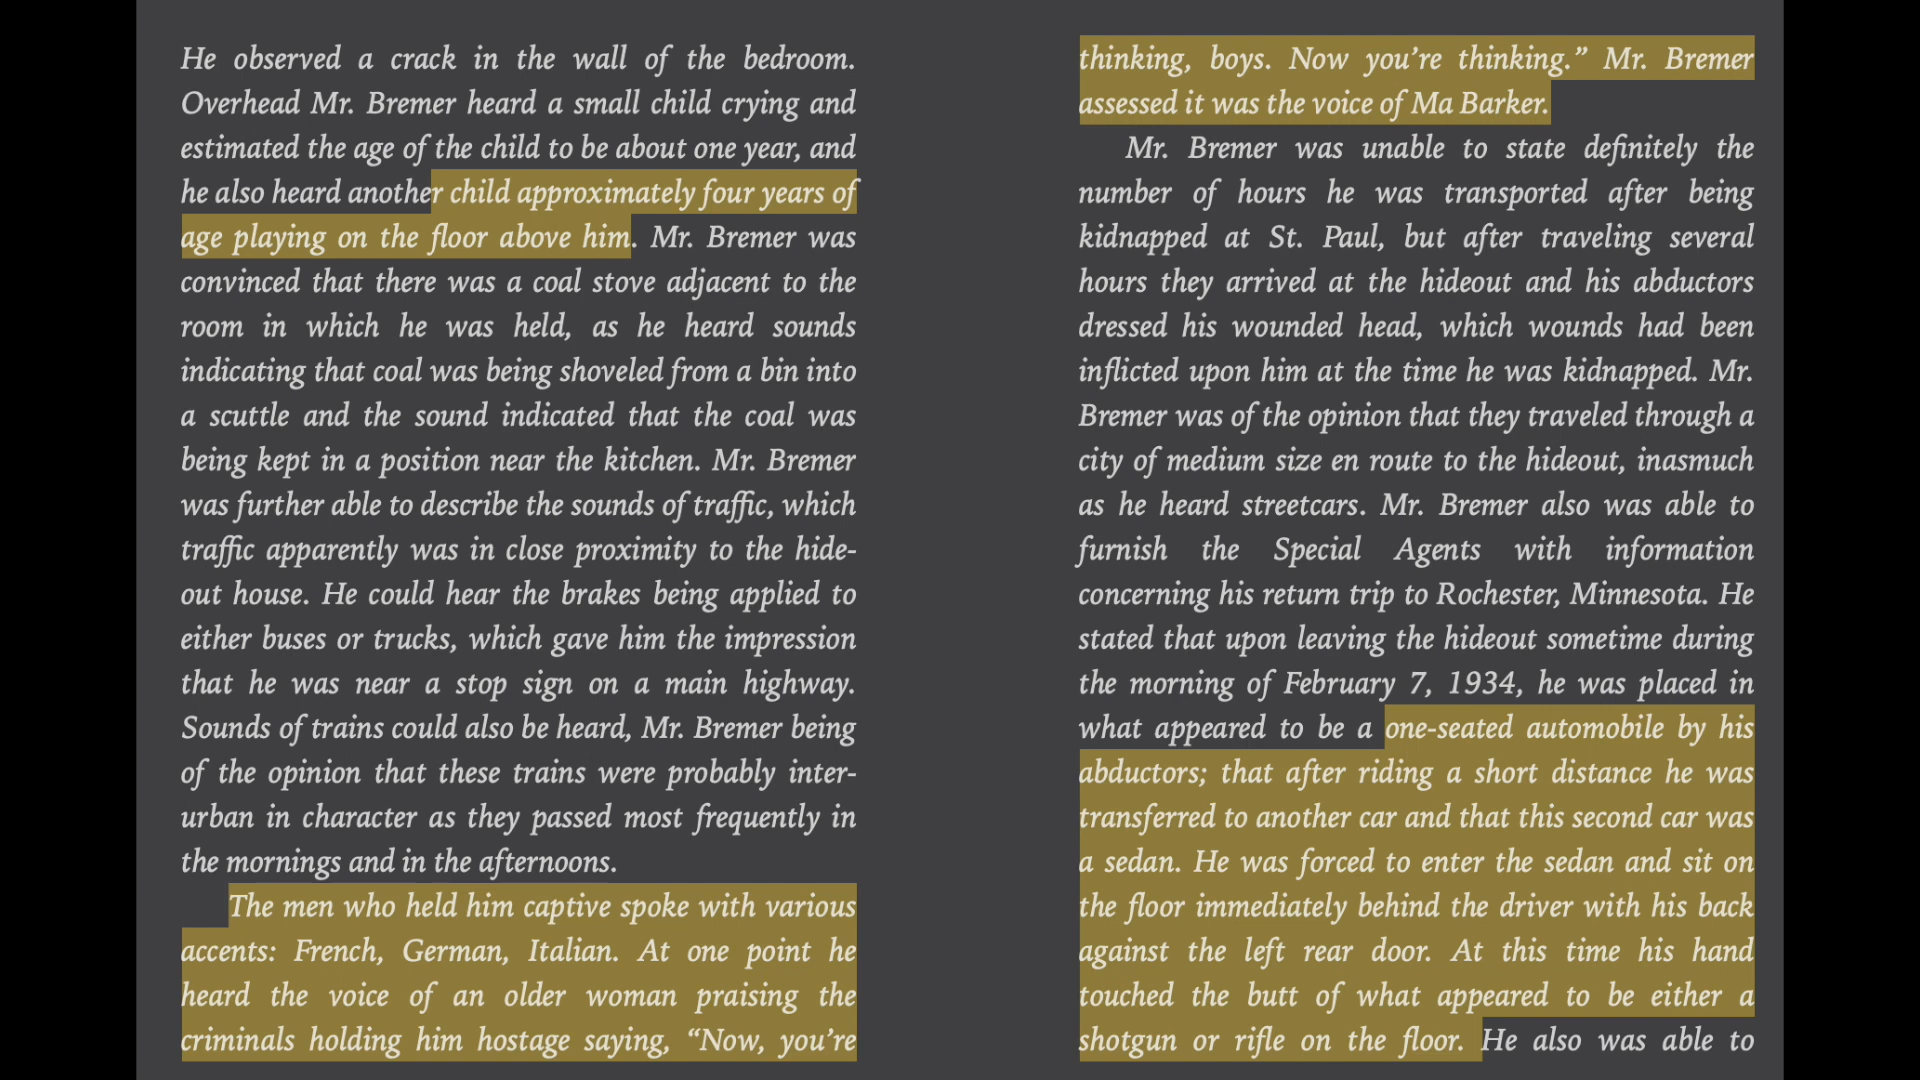 He observed a crack in the wall of the bedroom.
Overhead Mr. Bremer heard a small child crying and
estimated the age of the child to be about one year, and
he also heard another child approximately four years of
age playing on the floor above him. Mr. Bremer was
convinced that there was a coal stove adjacent to the
room in which he was held, as he heard sounds
indicating that coal was being shoveled from a bin into
a scuttle and the sound indicated that the coal was
being kept in a position near the kitchen. Mr. Bremer
was further able to describe the sounds of traffic, which
traffic apparently was in close proximity to the hide-
out house. He could hear the brakes being applied to
either buses or trucks, which gave him the impression
that he was near a stop sign on a main highway.
Sounds of trains could also be heard, Mr. Bremer being
of the opinion that these trains were probably inter-
urban in character as they passed most frequently in
the mornings and in the afternoons.
The men who held him captive spoke with various
accents: French, German, Italian. At one point he
heard the voice of an older woman praising the
criminals holding him hostage saying, “Now, you’re
thinking, boys. Now you’re thinking.” Mr. Bremer
assessed it was the voice of Ma Barker.
Mr. Bremer was unable to state definitely the
number of hours he was transported after being
kidnapped at St. Paul, but after traveling several
hours they arrived at the hideout and his abductors
dressed his wounded head, which wounds had been
inflicted upon him at the time he was kidnapped. Mr.
Bremer was of the opinion that they traveled through a
city of medium size en route to the hideout, inasmuch
as he heard streetcars. Mr. Bremer also was able to
furnish the Special Agents with information
concerning his return trip to Rochester, Minnesota. He
stated that upon leaving the hideout sometime during
the morning of February 7, 1934, he was placed in
what appeared to be a one-seated automobile by his
abductors; that after riding a short distance he was
transferred to another car and that this second car was
a sedan. He was forced to enter the sedan and sit on
the floor immediately behind the driver with his back
against the left rear door. At this time his hand
touched the butt of what appeared to be either a
shotgun or rifle on the floor. He also was able to